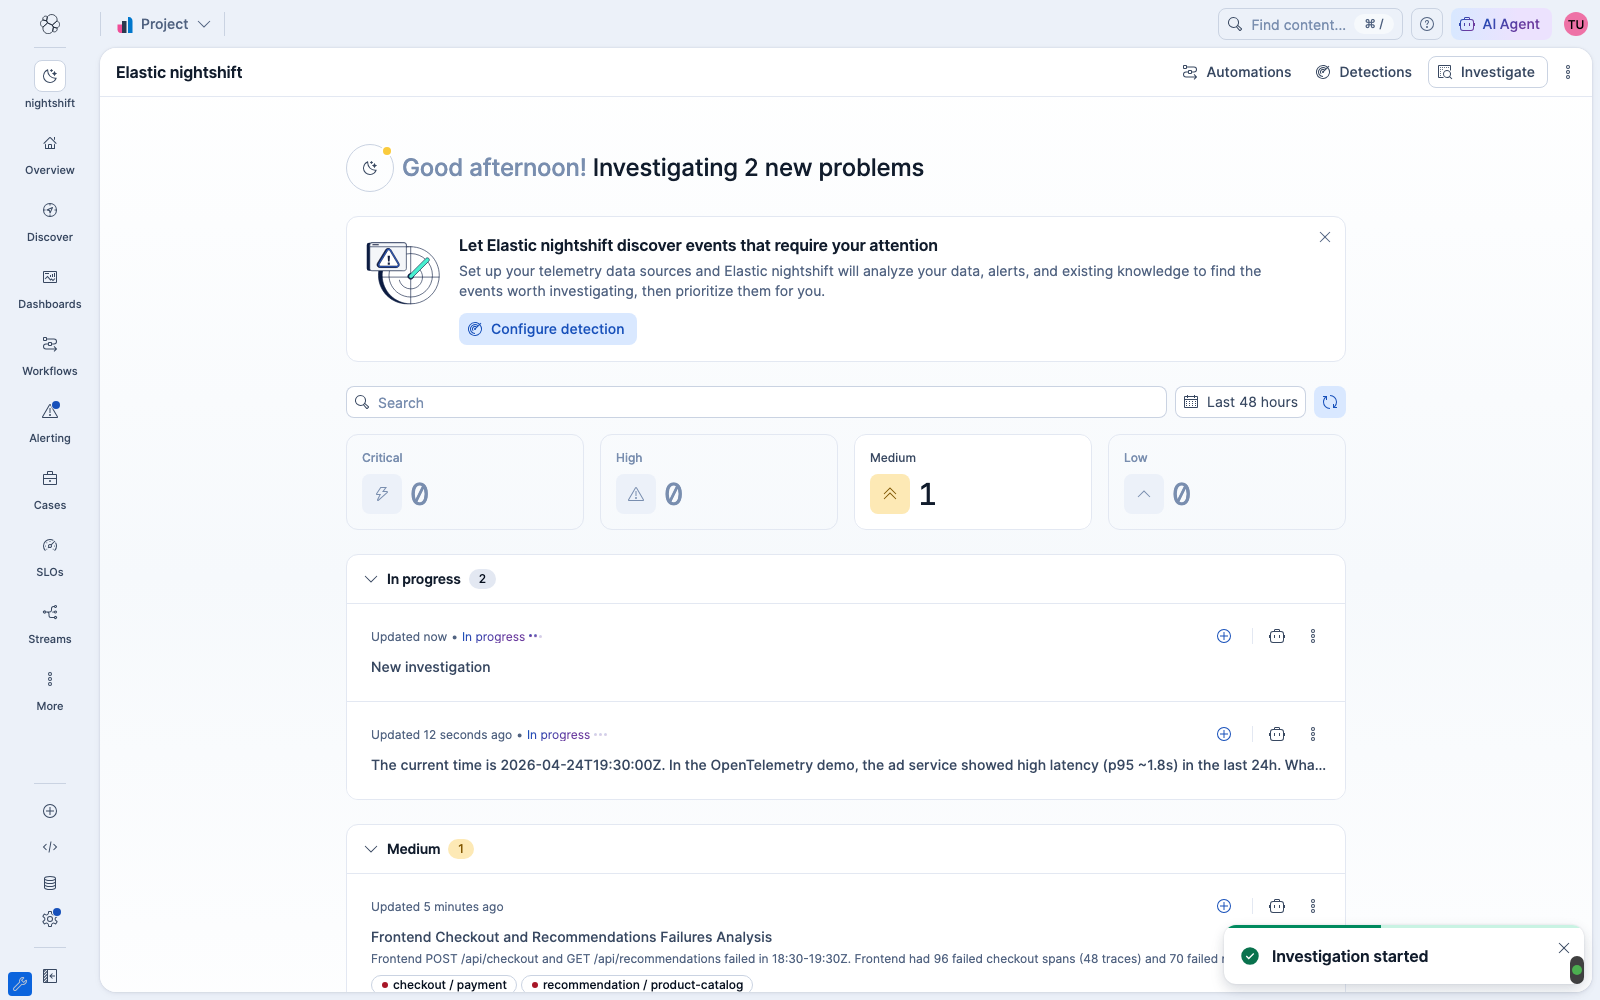 Project
Find content...
⌘ /
AI Agent
TU
Elastic nightshift
Automations
Detections
Investigate
nightshift
Overview
Discover
Dashboards
Workflows
Alerting
Cases
SLOs
Streams
More
Good afternoon! Investigating 2 new problems
Let Elastic nightshift discover events that require your attention
Set up your telemetry data sources and Elastic nightshift will analyze your data, alerts, and existing knowledge to find the
events worth investigating, then prioritize them for you.
Configure detection
Search
Last 48 hours
Critical
0
High
0
Medium
1
Low
0
In progress 2
Updated now • In progress
New investigation
Updated 12 seconds ago • In progress
The current time is 2026-04-24T19:30:00Z. In the OpenTelemetry demo, the ad service showed high latency (p95 ~1.8s) in the last 24h. Wha...
Medium 1
Updated 5 minutes ago
Frontend Checkout and Recommendations Failures Analysis
Frontend POST /api/checkout and GET /api/recommendations failed in 18:30-19:30Z. Frontend had 96 failed checkout spans (48 traces) and 70 failed
checkout / payment
recommendation / product-catalog
Investigation started